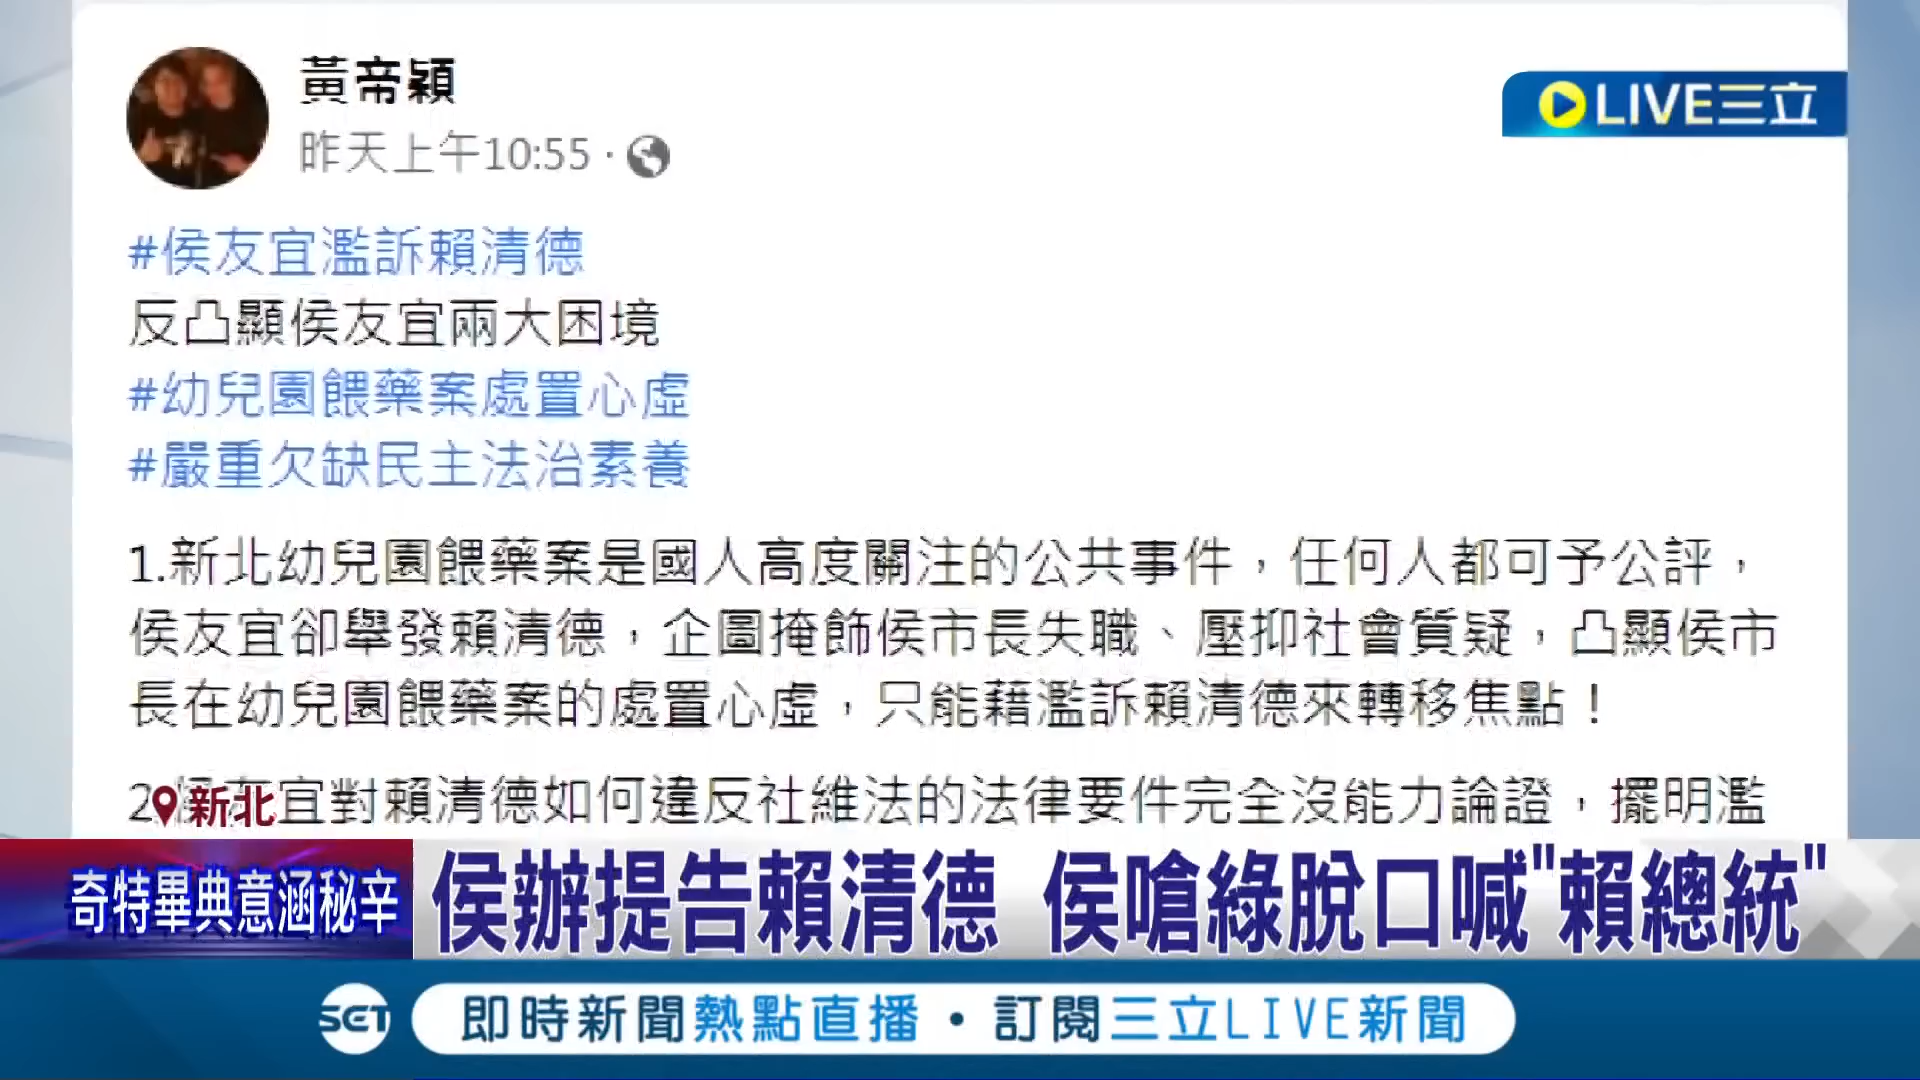 黃帝穎
昨天上午10:55
LIVE三立
#侯友宜濫訴賴清德
反凸顯侯友宜兩大困境
#幼兒園餵藥案處置心虛
#嚴重欠缺民主法治素養
1.新北幼兒園餵藥案是國人高度關注的公共事件，任何人都可予公評，
侯友宜卻舉發賴清德，企圖掩飾侯市長失職、壓抑社會質疑，凸顯侯市
長在幼兒園餵藥案的處置心虛，只能藉濫訴賴清德來轉移焦點！
2 友宜對賴清德如何違反社維法的法律要件完全沒能力論證，擺明濫
新北
奇特畢典意涵秘辛
侯辦提告賴清德 侯嗆綠脫口喊"賴總統"
SET
即時新聞熱點直播・訂閱三立LIVE新聞